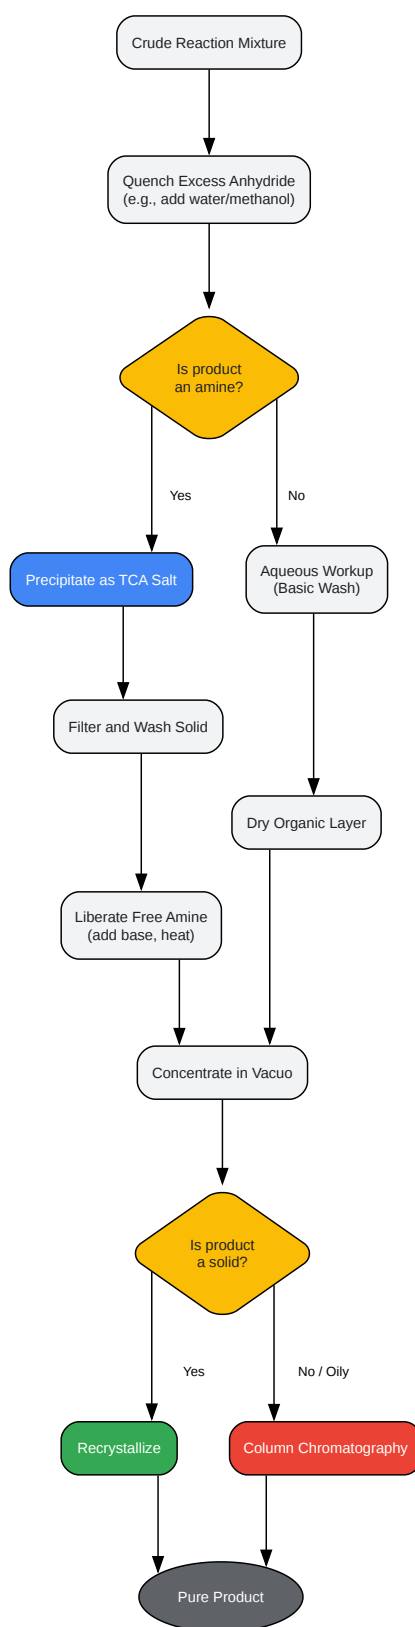 Crude Reaction Mixture
Quench Excess Anhydride
(e.g., add water/methanol)
Is product
an amine?
Yes
No
Precipitate as TCA Salt
Aqueous Workup
(Basic Wash)
Filter and Wash Solid
Dry Organic Layer
Liberate Free Amine
(add base, heat)
Concentrate in Vacuo
Is product
a solid?
Yes
No / Oily
Recrystallize
Column Chromatography
Pure Product